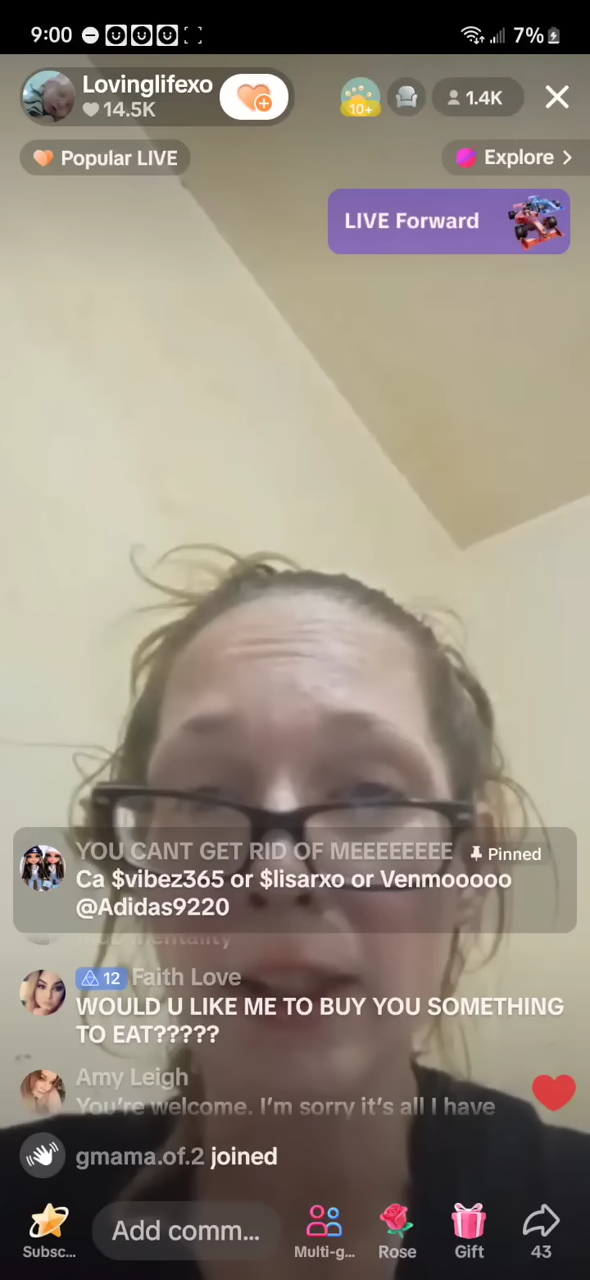 9:00
7%
Lovinglifexo
14.5K
10+
1.4K
Popular LIVE
Explore >
LIVE Forward
YOU CANT GET RID OF MEEEEEEEE
Pinned
Ca $vibez365 or $lisarxo or Venmooooo
@Adidas9220
Mob mentality
12 Faith Love
WOULD U LIKE ME TO BUY YOU SOMETHING
TO EAT?????
Amy Leigh
You're welcome. I'm sorry it's all I have
gmama.of.2 joined
Subsc...
Add comm...
Multi-g...
Rose
Gift
43